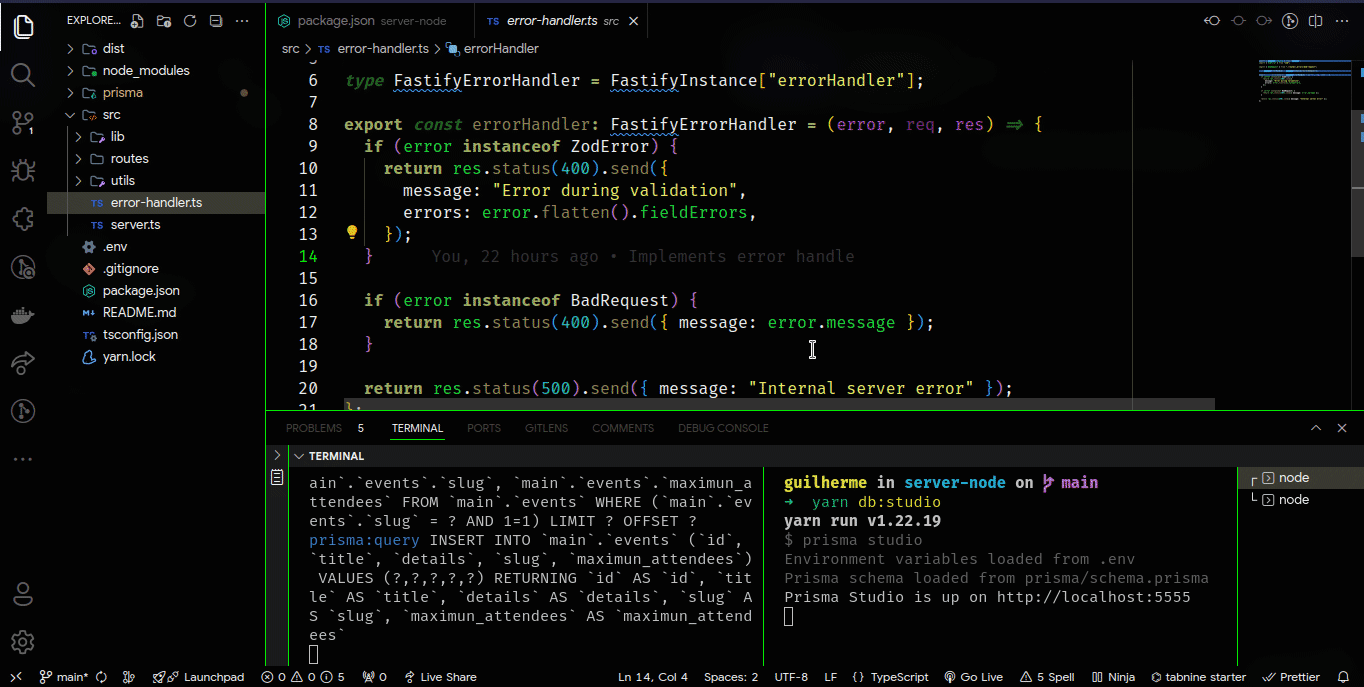 EXPLORE...
package.json server-node
TS error-handler.ts src
dist
node_modules
prisma
src
lib
routes
utils
TS error-handler.ts
TS server.ts
.env
.gitignore
package.json
M↓ README.md
TS tsconfig.json
yarn.lock
1
src > TS error-handler.ts > errorHandler
6 type FastifyErrorHandler = FastifyInstance["errorHandler"];
7
8 export const errorHandler: FastifyErrorHandler = (error, req, res) => {
9 if (error instanceof ZodError) {
10 return res.status(400).send({
11 message: "Error during validation",
12 errors: error.flatten().fieldErrors,
13 });
14 } You, 22 hours ago • Implements error handle
15
16 if (error instanceof BadRequest) {
17 return res.status(400).send({ message: error.message });
18 }
19
20 return res.status(500).send({ message: "Internal server error" });
21 };
PROBLEMS 5 TERMINAL PORTS GITLENS COMMENTS DEBUG CONSOLE
TERMINAL
ain`.`events`.`slug`, `main`.`events`.`maximun_a
ttendees` FROM `main`.`events` WHERE (`main`.`ev
ents`.`slug` = ? AND 1=1) LIMIT ? OFFSET ?
prisma:query INSERT INTO `main`.`events` (`id`,
`title`, `details`, `slug`, `maximun_attendees`)
VALUES (?,?,?,?,?) RETURNING `id` AS `id`, `tit
le` AS `title`, `details` AS `details`, `slug` A
S `slug`, `maximun_attendees` AS `maximun_attend
ees`
guilherme in server-node on main
➜ yarn db:studio
yarn run v1.22.19
$ prisma studio
Environment variables loaded from .env
Prisma schema loaded from prisma/schema.prisma
Prisma Studio is up on http://localhost:5555
node
node
main* Launchpad 0 0 5 0 Live Share Ln 14, Col 4 Spaces: 2 UTF-8 LF {} TypeScript Go Live 5 Spell Ninja tabnine starter Prettier